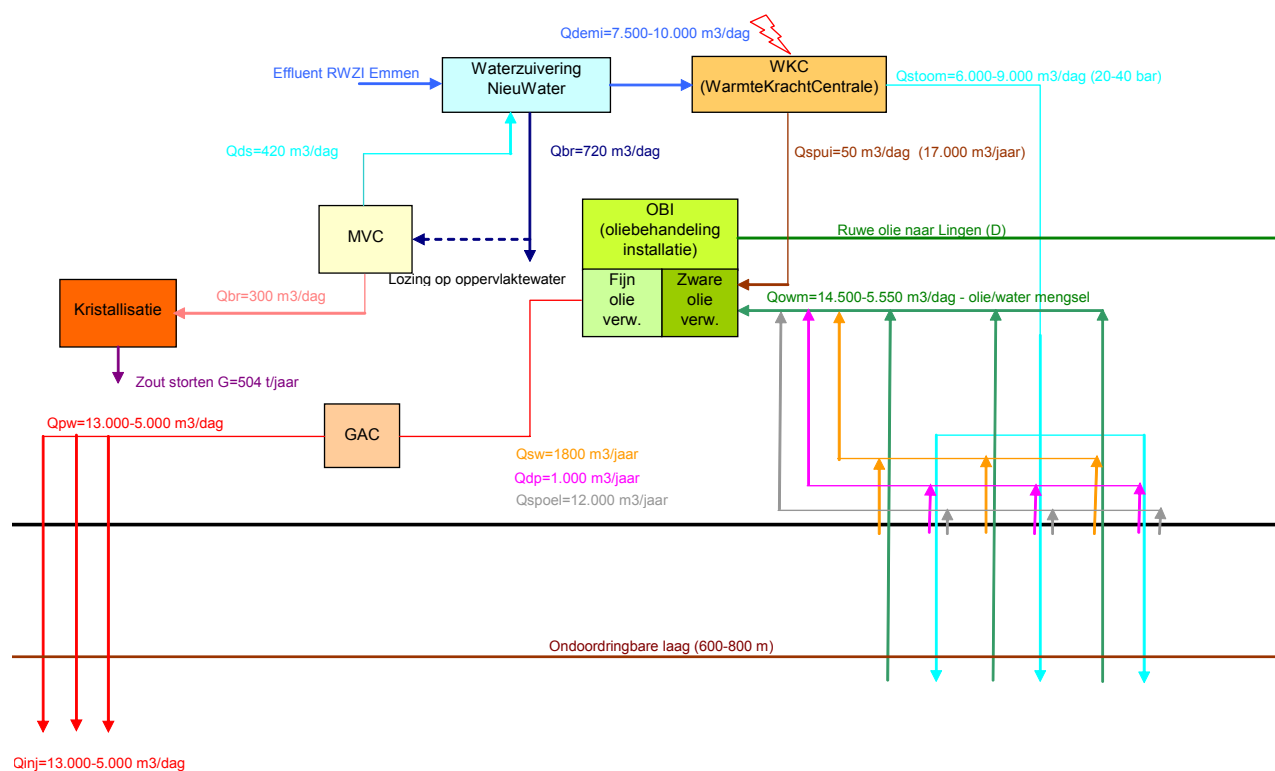 Qdemi=7.500-10.000 m3/dag
Effluent RWZI Emmen
Waterzuivering
NieuWater
WKC
(WarmteKrachtCentrale)
Qstoom=6.000-9.000 m3/dag (20-40 bar)
Qds=420 m3/dag
Qbr=720 m3/dag
Qspui=50 m3/dag (17.000 m3/jaar)
MVC
OBI
(oliebehandeling
installatie)
Ruwe olie naar Lingen (D)
Lozing op oppervlaktewater
Fijn
olie
verw.
Zware
olie
verw.
Qowm=14.500-5.550 m3/dag - olie/water mengsel
Kristallisatie
Qbr=300 m3/dag
Zout storten G=504 t/jaar
Qpw=13.000-5.000 m3/dag
GAC
Qsw=1800 m3/jaar
Qdp=1.000 m3/jaar
Qspoel=12.000 m3/jaar
Ondoordringbare laag (600-800 m)
Qinj=13.000-5.000 m3/dag